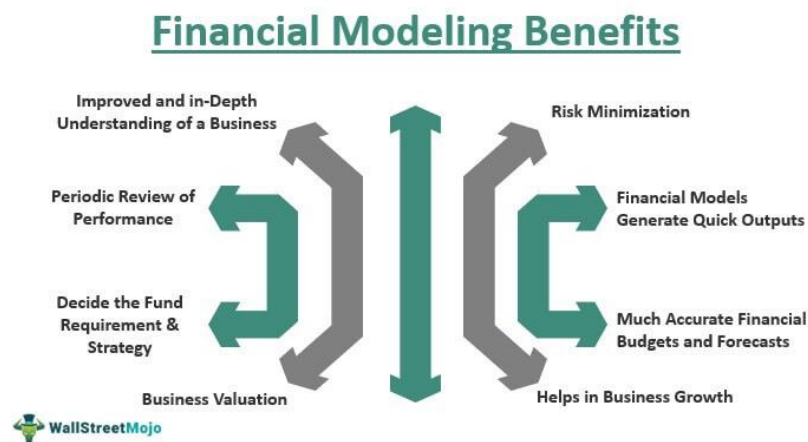 Financial Modeling Benefits
Improved and in-Depth
Understanding of a Business
Periodic Review of
Performance
Decide the Fund
Requirement &
Strategy
Business Valuation
Risk Minimization
Financial Models
Generate Quick Outputs
Much Accurate Financial
Budgets and Forecasts
Helps in Business Growth
WallStreetMojo